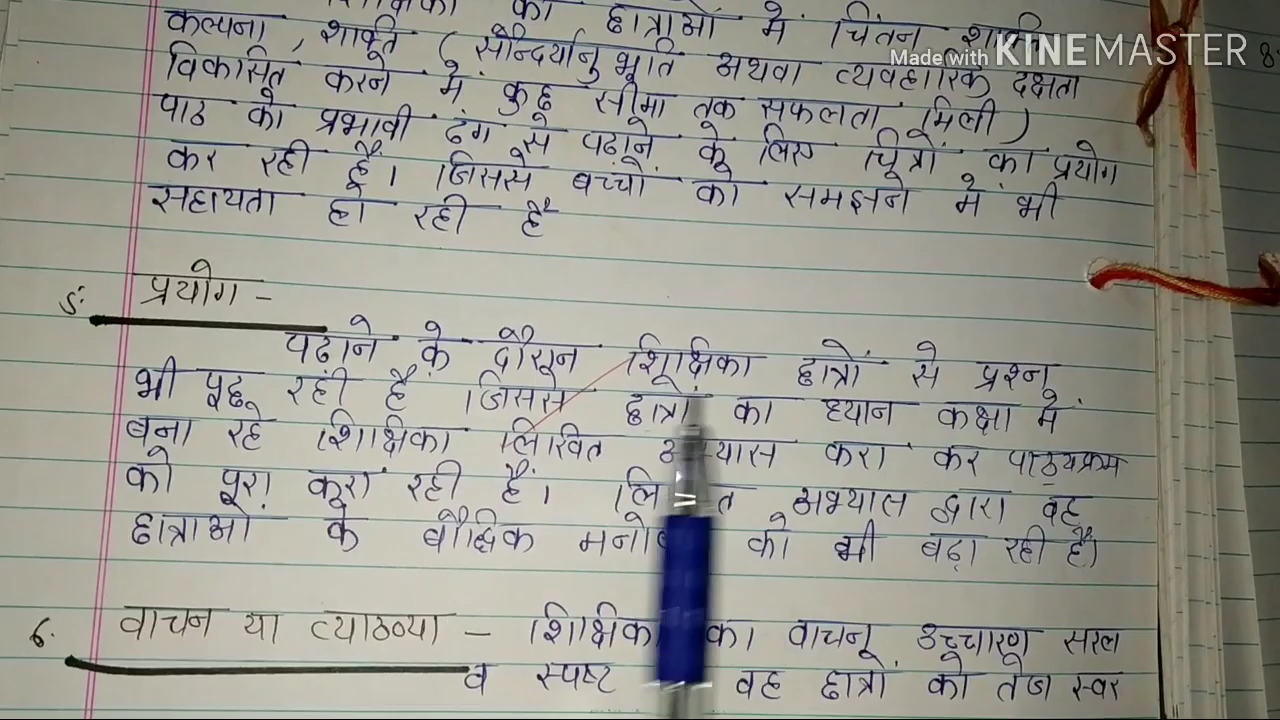 का छात्राओं में चिंतन
कल्पना, शक्ति (सौन्दर्यानुभूति अथवा व्यवहारिक दक्षता
विकसित करने में कुछ सीमा तक सफलता मिली)
पाठ को प्रभावी ढंग से पढाने के लिए चित्रों का प्रयोग
कर रही हैं। जिससे बच्चों को समझने में भी
सहायता हो रही है
5. प्रयोग -
पढाने के दौरान शिक्षिका छात्रों से प्रश्न
भी पूछ रही है। जिससे छात्रों का ध्यान कक्षा में
बना रहे शिक्षिका लिखित करा कर पाठ्यक्रम
को पूरा करा रही है। अभ्यास द्वारा वह
छात्राओं के बौद्धिक को भी बढ़ा रही है।
6. वाचन या व्याख्या - शिक्षिका का वाचन उच्चारण सरल
व स्पष्ट वह छात्रों को तेज स्वर
Made with KINEMASTER